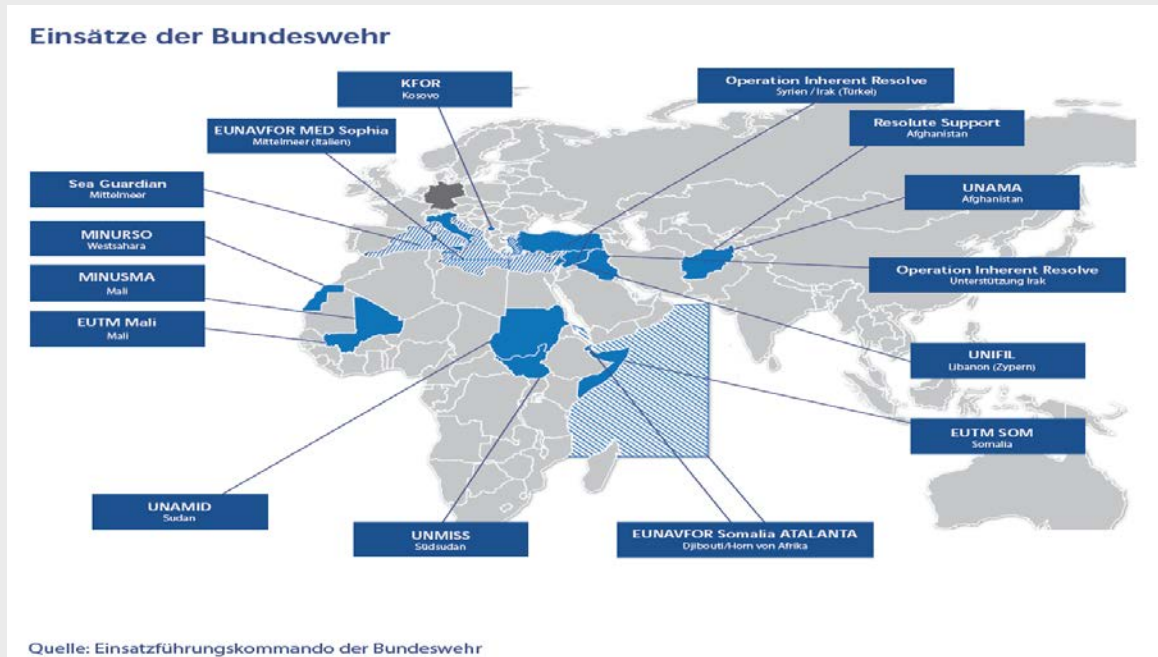 Einsätze der Bundeswehr
KFOR
Kosovo
Operation Inherent Resolve
Syrien / Irak (Türkei)
EUNAVFOR MED Sophia
Mittelmeer (Italien)
Resolute Support
Afghanistan
Sea Guardian
Mittelmeer
UNAMA
Afghanistan
MINURSO
Westsahara
Operation Inherent Resolve
Unterstützung Irak
MINUSMA
Mali
EUTM Mali
Mali
UNIFIL
Libanon (Zypern)
EUTM SOM
Somalia
UNAMID
Sudan
UNMISS
Südsudan
EUNAVFOR Somalia ATALANTA
Djibouti/Horn von Afrika
Quelle: Einsatzführungskommando der Bundeswehr